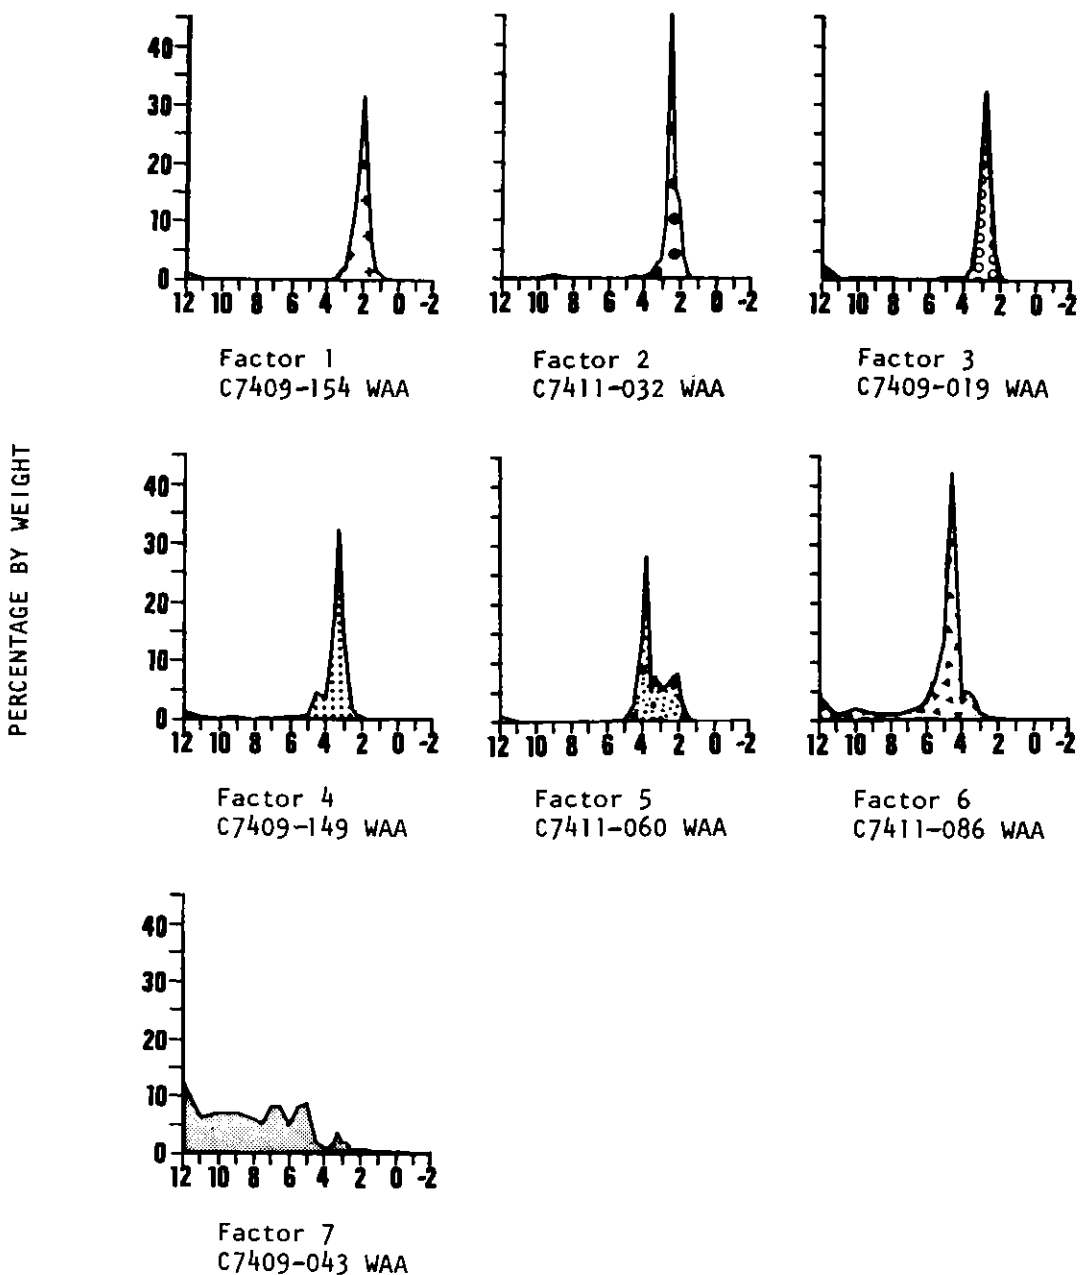 40
30
20
10
0
12 10 8 6 4 2 0 -2
12 10 8 6 4 2 0 -2
12 10 8 6 4 2 0 -2
Factor 1
C7409-154 WAA
Factor 2
C7411-032 WAA
Factor 3
C7409-019 WAA
PERCENTAGE BY WEIGHT
40
30
20
10
0
12 10 8 6 4 2 0 -2
12 10 8 6 4 2 0 -2
12 10 8 6 4 2 0 -2
Factor 4
C7409-149 WAA
Factor 5
C7411-060 WAA
Factor 6
C7411-086 WAA
40
30
20
10
0
12 10 8 6 4 2 0 -2
Factor 7
C7409-043 WAA